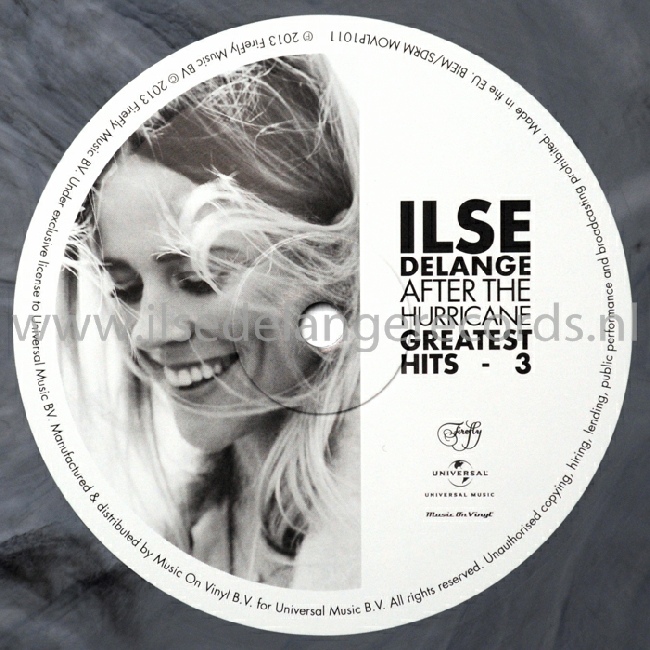 ILSE
DELANGE
AFTER THE
HURRICANE
GREATEST
HITS - 3
Firefly
UNIVERSAL
UNIVERSAL MUSIC
Music On Vinyl
℗ 2013 Firefly Music BV © 2013 Firefly Music BV. Under exclusive license to Universal Music BV. Manufactured & distributed by Music On Vinyl B.V. for Universal Music B.V. All rights reserved. Unauthorised copying, hiring, lending, public performance and broadcasting prohibited. Made in the EU. BIEM/SDRM MOVLP1011
www.ilsedelangerecords.nl